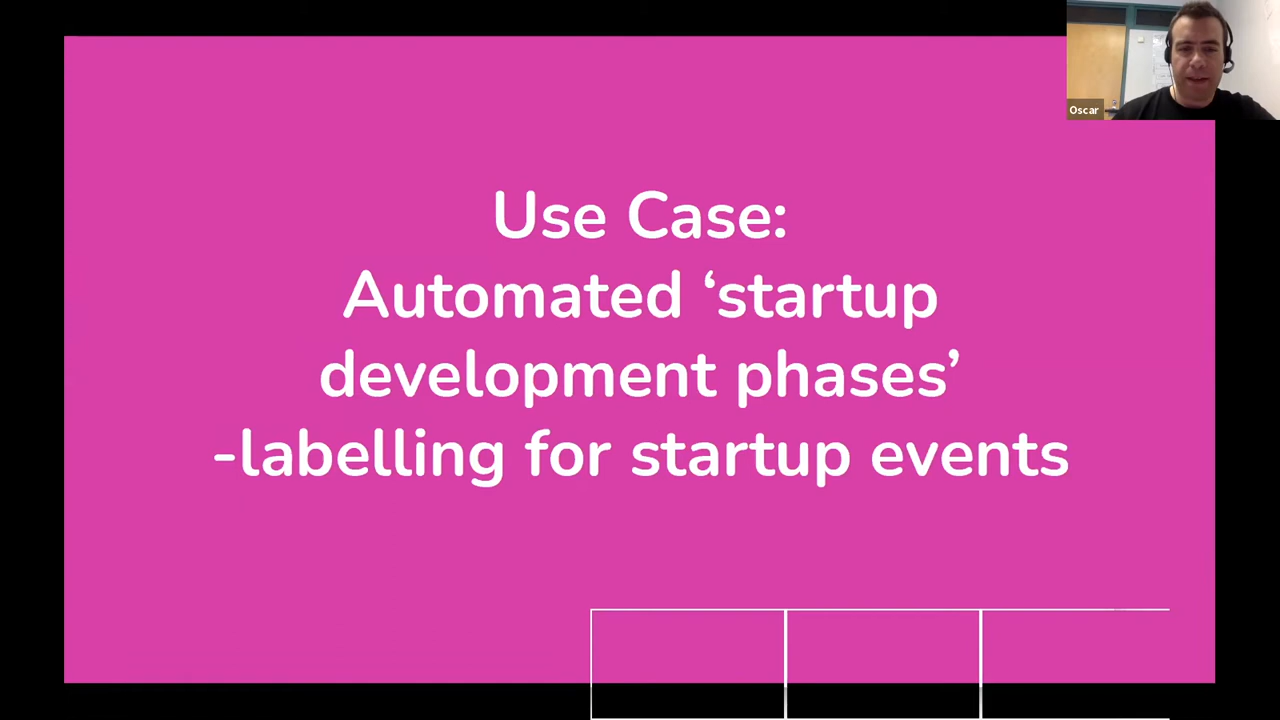 Use Case:
Automated ‘startup
development phases’
-labelling for startup events
Oscar